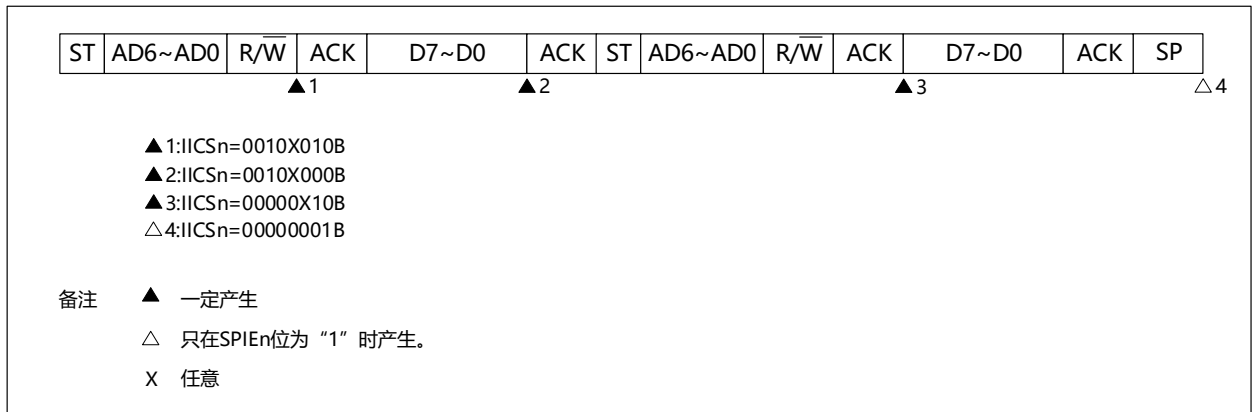 ST AD6~AD0 R/W̅ ACK D7~D0 ACK ST AD6~AD0 R/W̅ ACK D7~D0 ACK SP
▲1 ▲2 ▲3 △4
▲1:IICSn=0010X010B
▲2:IICSn=0010X000B
▲3:IICSn=00000X10B
△4:IICSn=00000001B
备注 ▲ 一定产生
△ 只在SPIEn位为“1”时产生。
X 任意